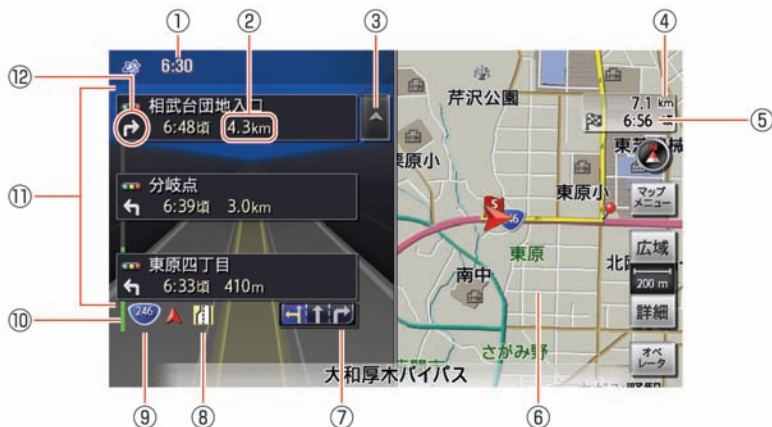 ① ② ③ ④
6:30
⑫
相武台団地入口
6:48頃 4.3km
芹沢公園
7.1 km
6:56 頃
⑤
栗原小
東原小
マップ
メニュー
⑪
分岐点
6:39頃 3.0km
S
246
東原
広域
200 m
南中
詳細
東原四丁目
6:33頃 410m
⑩
246
さがみ野
オペ
レータ
大和厚木バイパス
⑨ ⑧ ⑦ ⑥